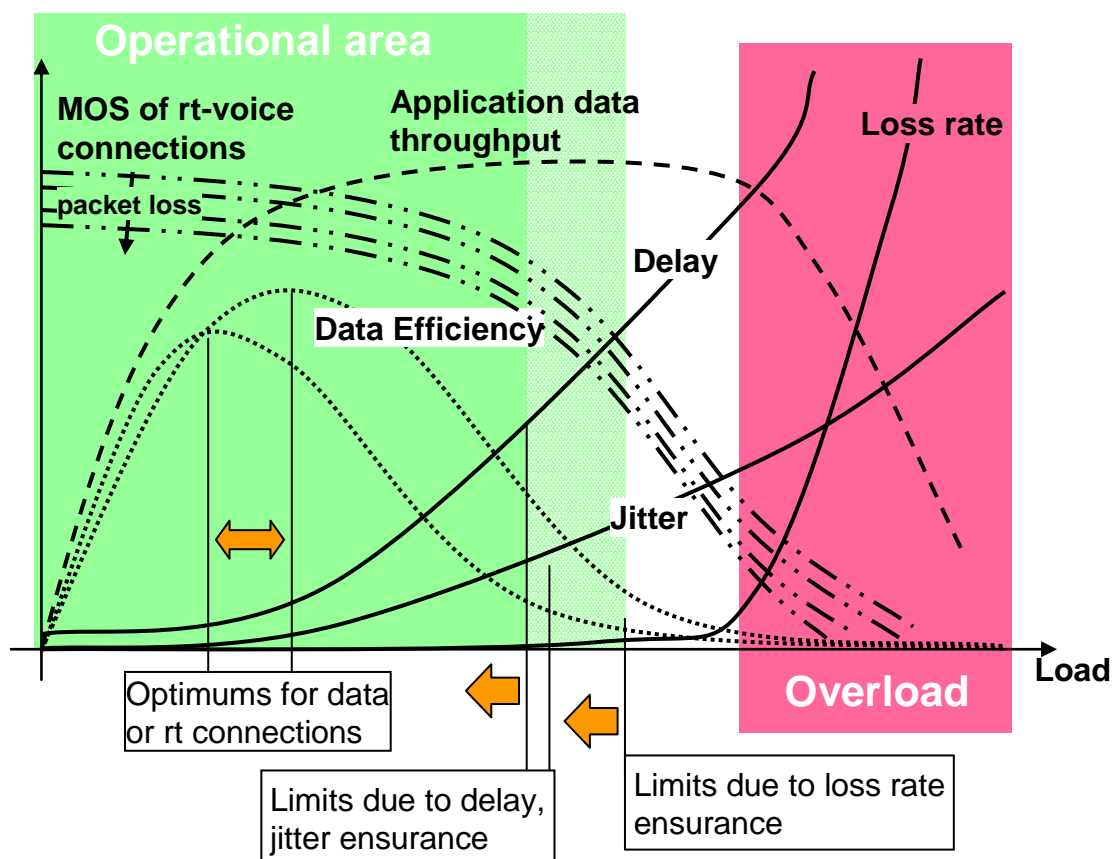 Operational area
MOS of rt-voice
connections
packet loss
Application data
throughput
Loss rate
Delay
Data Efficiency
Jitter
Load
Overload
Optimums for data
or rt connections
Limits due to delay,
jitter ensurance
Limits due to loss rate
ensurance